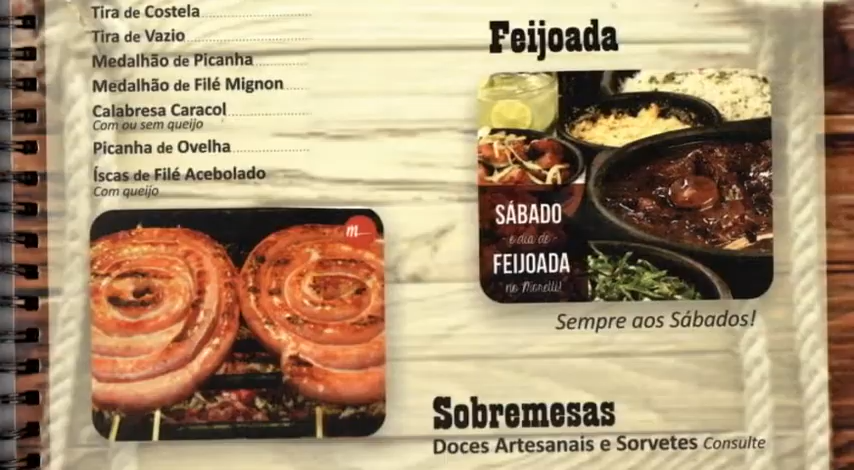 Tira de Costela
Tira de Vazio
Medalhão de Picanha
Medalhão de Filé Mignon
Calabresa Caracol
Com ou sem queijo
Picanha de Ovelha
Íscas de Filé Acebolado
Com queijo
m
Feijoada
SÁBADO
- é dia de -
FEIJOADA
no Morelli!
Sempre aos Sábados!
Sobremesas
Doces Artesanais e Sorvetes Consulte